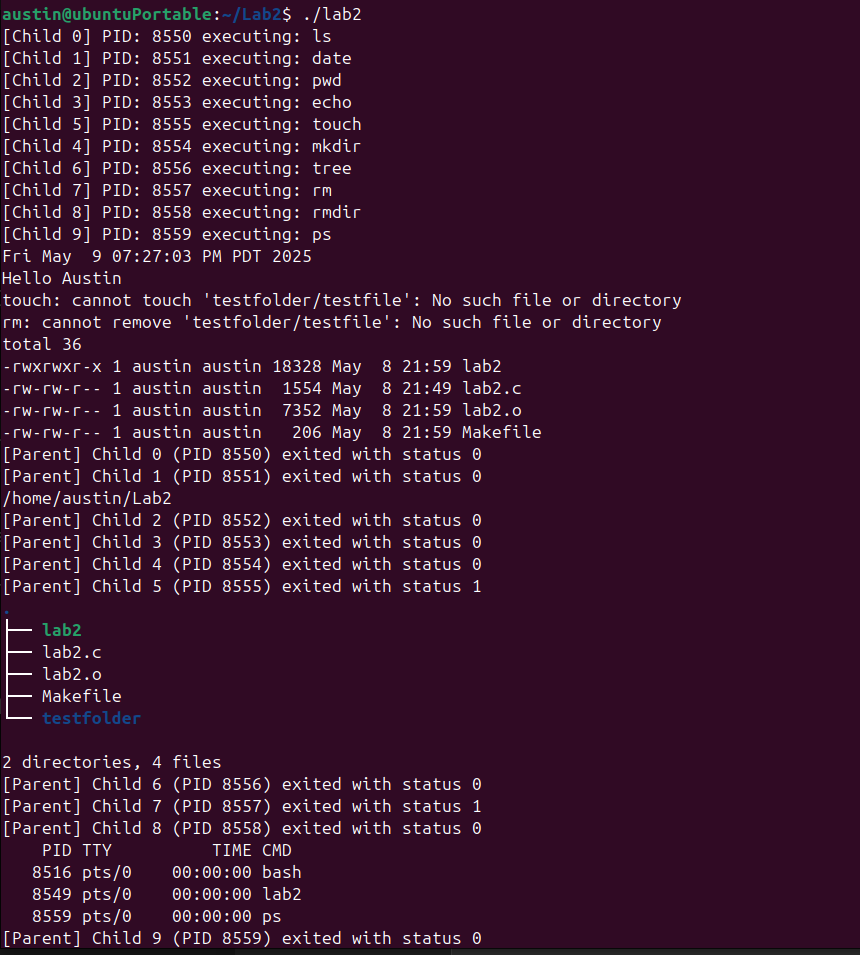 austin@ubuntuPortable:~/Lab2$ ./lab2
[Child 0] PID: 8550 executing: ls
[Child 1] PID: 8551 executing: date
[Child 2] PID: 8552 executing: pwd
[Child 3] PID: 8553 executing: echo
[Child 5] PID: 8555 executing: touch
[Child 4] PID: 8554 executing: mkdir
[Child 6] PID: 8556 executing: tree
[Child 7] PID: 8557 executing: rm
[Child 8] PID: 8558 executing: rmdir
[Child 9] PID: 8559 executing: ps
Fri May  9 07:27:03 PM PDT 2025
Hello Austin
touch: cannot touch 'testfolder/testfile': No such file or directory
rm: cannot remove 'testfolder/testfile': No such file or directory
total 36
-rwxrwxr-x 1 austin austin 18328 May  8 21:59 lab2
-rw-rw-r-- 1 austin austin  1554 May  8 21:49 lab2.c
-rw-rw-r-- 1 austin austin  7352 May  8 21:59 lab2.o
-rw-rw-r-- 1 austin austin   206 May  8 21:59 Makefile
[Parent] Child 0 (PID 8550) exited with status 0
[Parent] Child 1 (PID 8551) exited with status 0
/home/austin/Lab2
[Parent] Child 2 (PID 8552) exited with status 0
[Parent] Child 3 (PID 8553) exited with status 0
[Parent] Child 4 (PID 8554) exited with status 0
[Parent] Child 5 (PID 8555) exited with status 1
.
├── lab2
├── lab2.c
├── lab2.o
├── Makefile
└── testfolder

2 directories, 4 files
[Parent] Child 6 (PID 8556) exited with status 0
[Parent] Child 7 (PID 8557) exited with status 1
[Parent] Child 8 (PID 8558) exited with status 0
    PID TTY          TIME CMD
   8516 pts/0    00:00:00 bash
   8549 pts/0    00:00:00 lab2
   8559 pts/0    00:00:00 ps
[Parent] Child 9 (PID 8559) exited with status 0